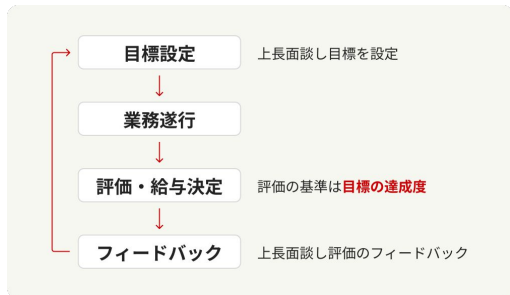 目標設定
上長面談し目標を設定
業務遂行
評価・給与決定
評価の基準は目標の達成度
フィードバック
上長面談し評価のフィードバック